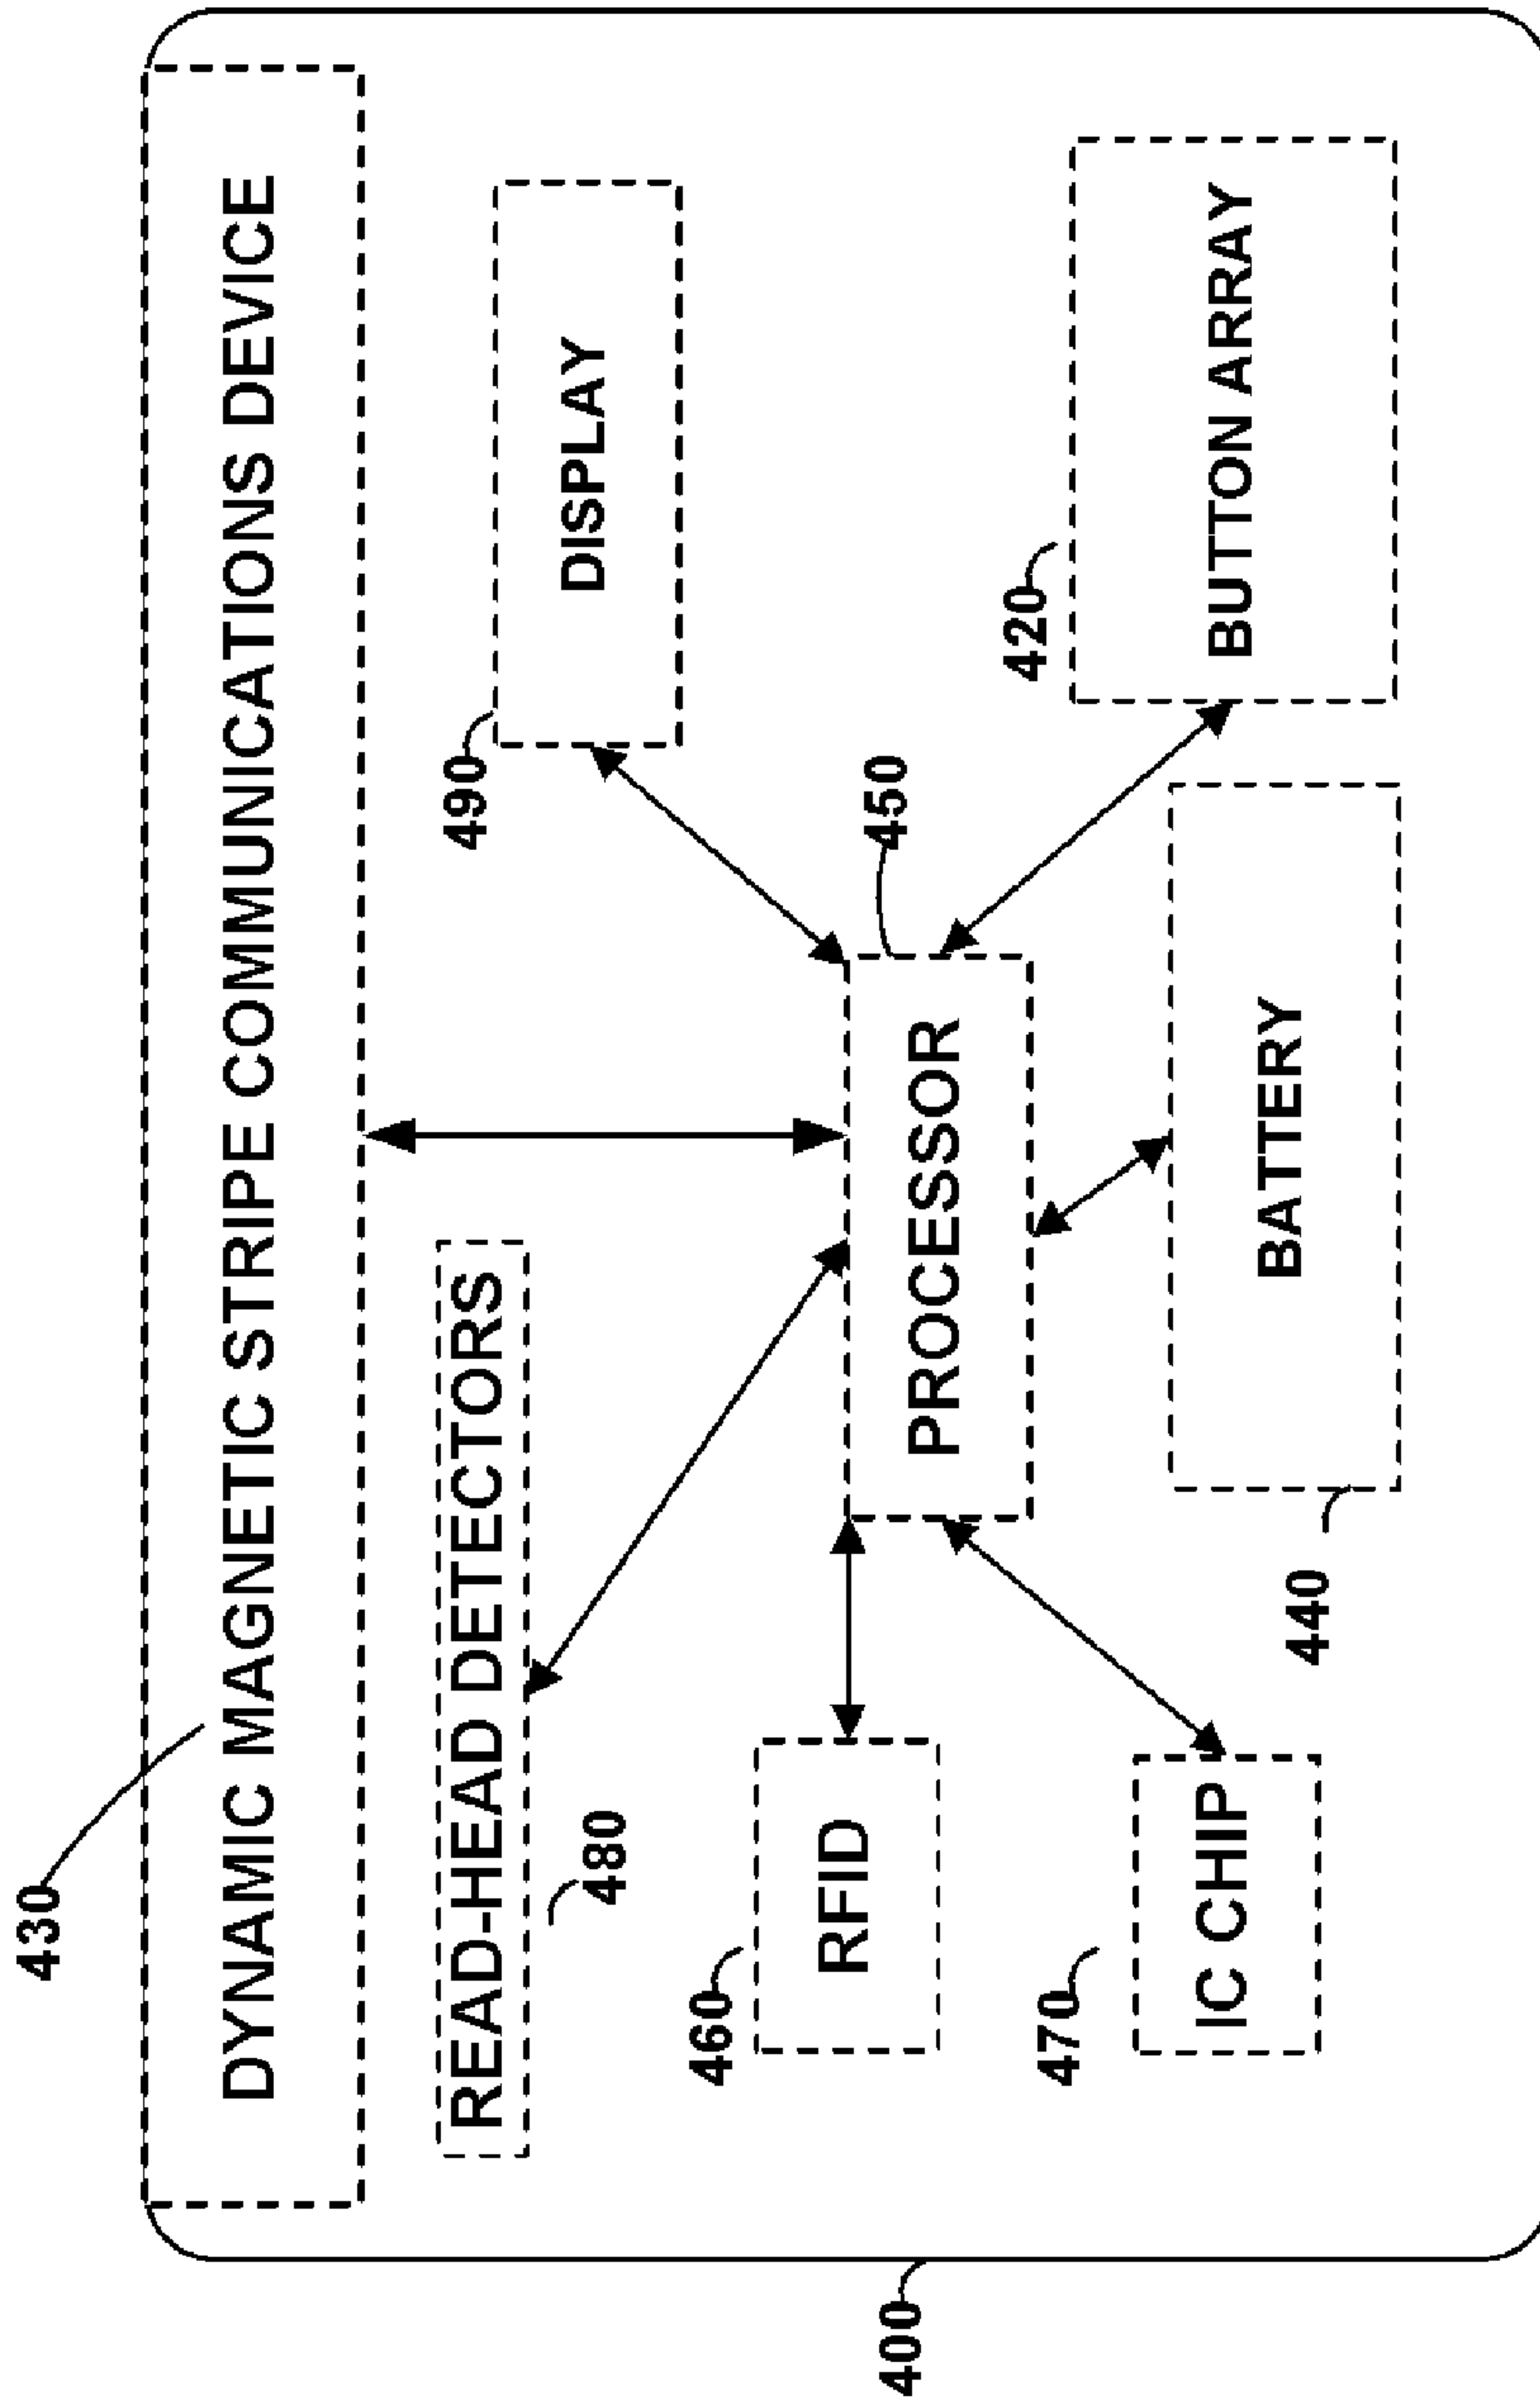 430
DYNAMIC MAGNETIC STRIPE COMMUNICATIONS DEVICE
READ-HEAD DETECTORS
480
490
DISPLAY
460
RFID
450
PROCESSOR
400
420
BUTTON ARRAY
470
IC CHIP
BATTERY
440